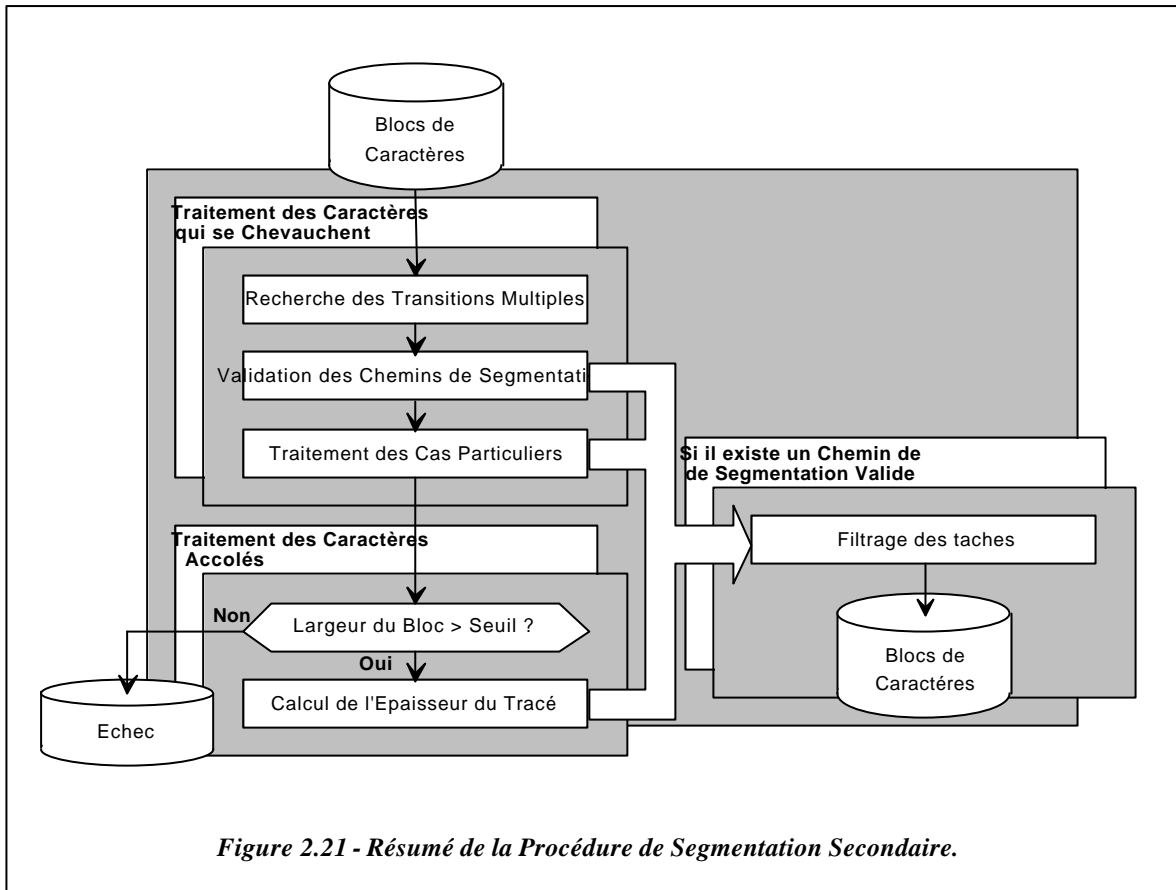 Blocs de
Caractères
Traitement des Caractères
qui se Chevauchent
Recherche des Transitions Multiples
Validation des Chemins de Segmentati
Traitement des Cas Particuliers
Si il existe un Chemin de
de Segmentation Valide
Filtrage des taches
Blocs de
Caractéres
Traitement des Caractères
Accolés
Non
Largeur du Bloc > Seuil ?
Oui
Calcul de l'Epaisseur du Tracé
Echec
Figure 2.21 - Résumé de la Procédure de Segmentation Secondaire.